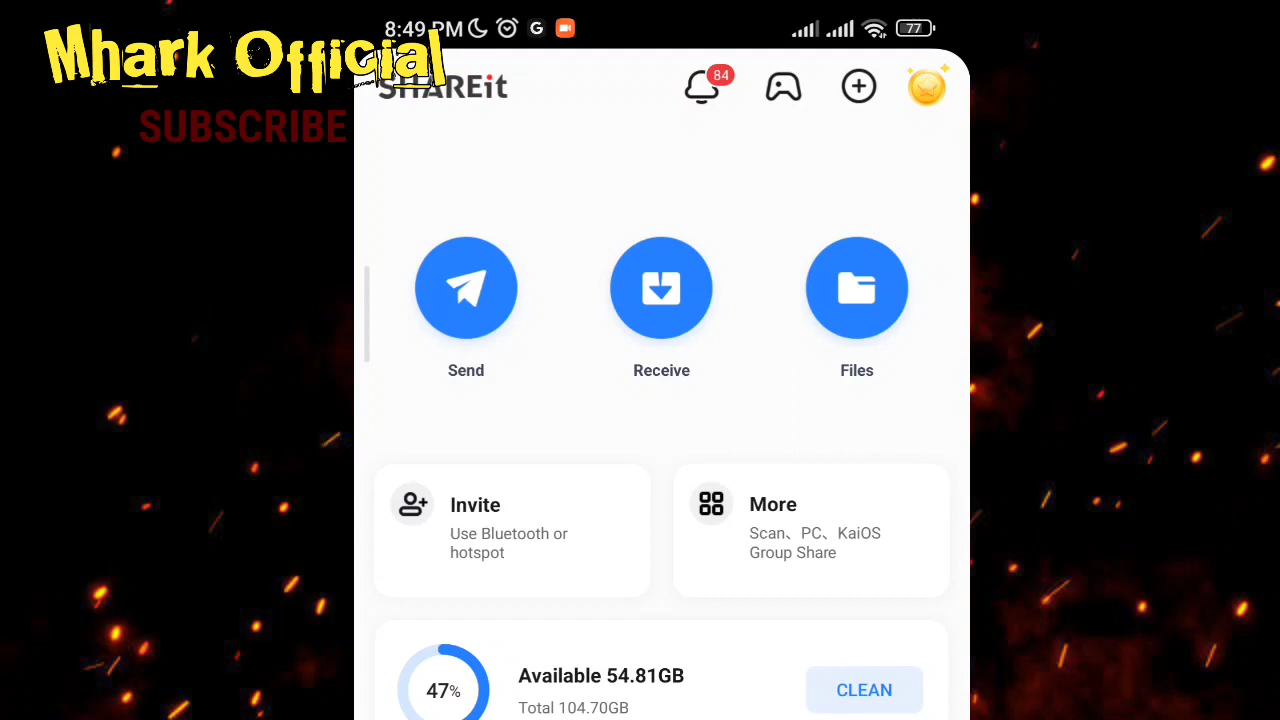 8:49 PM
77
Mhark Official
SHAREit
84
SUBSCRIBE
Send
Receive
Files
Invite
Use Bluetooth or
hotspot
More
Scan、PC、KaiOS
Group Share
47%
Available 54.81GB
Total 104.70GB
CLEAN